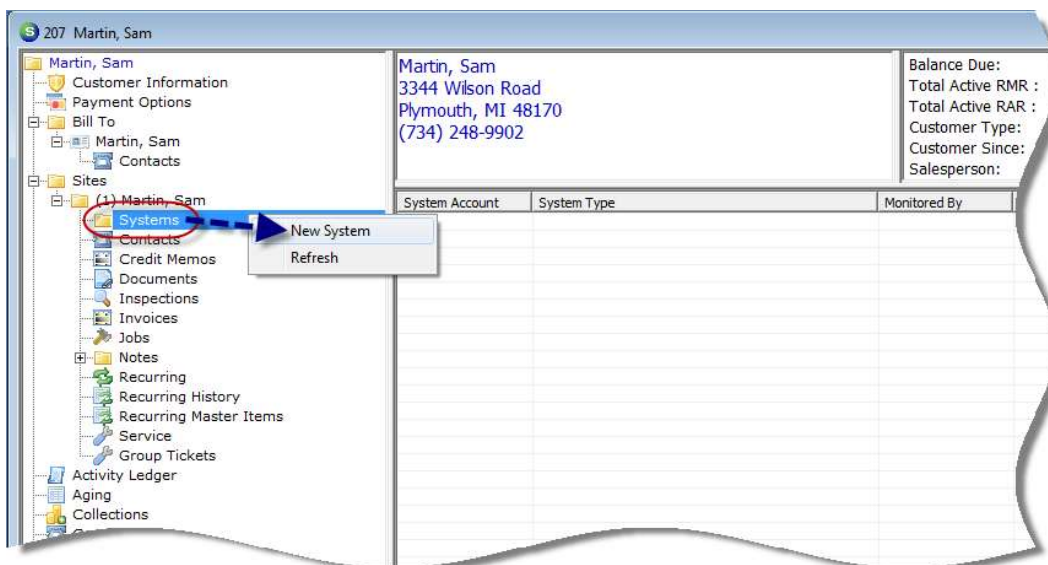 207 Martin, Sam
Martin, Sam
Customer Information
Payment Options
Bill To
Martin, Sam
Contacts
Sites
(1) Martin, Sam
Systems
Contacts
Credit Memos
Documents
Inspections
Invoices
Jobs
Notes
Recurring
Recurring History
Recurring Master Items
Service
Group Tickets
Activity Ledger
Aging
Collections
New System
Refresh
Martin, Sam
3344 Wilson Road
Plymouth, MI 48170
(734) 248-9902
Balance Due:
Total Active RMR :
Total Active RAR :
Customer Type:
Customer Since:
Salesperson:
System Account System Type Monitored By